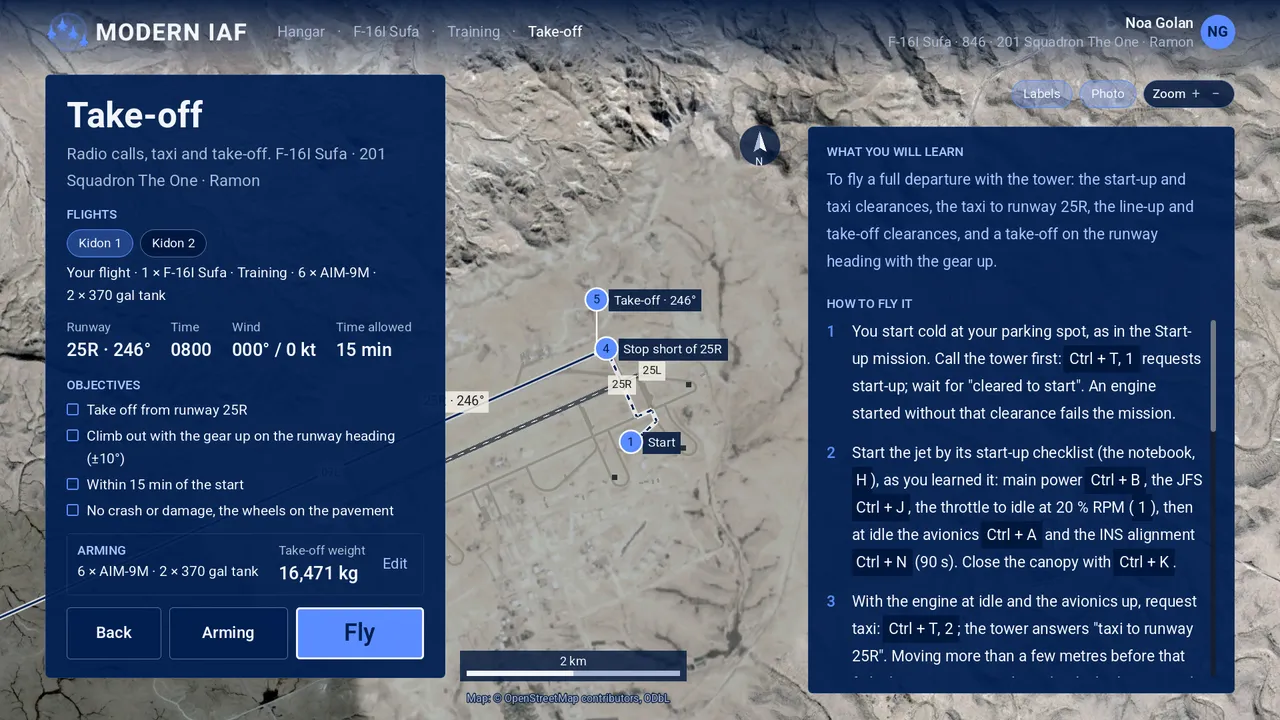 MODERN IAF
Hangar · F-16I Sufa · Training · Take-off
Noa Golan
F-16I Sufa · 846 · 201 Squadron The One · Ramon
NG
Labels
Photo
Zoom + −
Take-off
Radio calls, taxi and take-off. F-16I Sufa · 201
Squadron The One · Ramon
FLIGHTS
Kidon 1
Kidon 2
Your flight · 1 × F-16I Sufa · Training · 6 × AIM-9M ·
2 × 370 gal tank
Runway
25R · 246°
Time
0800
Wind
000° / 0 kt
Time allowed
15 min
OBJECTIVES
Take off from runway 25R
Climb out with the gear up on the runway heading
(±10°)
Within 15 min of the start
No crash or damage, the wheels on the pavement
ARMING
6 × AIM-9M · 2 × 370 gal tank
Take-off weight
16,471 kg
Edit
Back
Arming
Fly
N
5
Take-off · 246°
4
Stop short of 25R
25L
25R
· 246°
1
Start
2 km
Map: © OpenStreetMap contributors, ODbL
WHAT YOU WILL LEARN
To fly a full departure with the tower: the start-up and
taxi clearances, the taxi to runway 25R, the line-up and
take-off clearances, and a take-off on the runway
heading with the gear up.
HOW TO FLY IT
1 You start cold at your parking spot, as in the Start-
up mission. Call the tower first: Ctrl + T, 1 requests
start-up; wait for "cleared to start". An engine
started without that clearance fails the mission.
2 Start the jet by its start-up checklist (the notebook,
H ), as you learned it: main power Ctrl + B , the JFS
Ctrl + J , the throttle to idle at 20 % RPM ( 1 ), then
at idle the avionics Ctrl + A and the INS alignment
Ctrl + N (90 s). Close the canopy with Ctrl + K .
3 With the engine at idle and the avionics up, request
taxi: Ctrl + T, 2 ; the tower answers "taxi to runway
25R". Moving more than a few metres before that